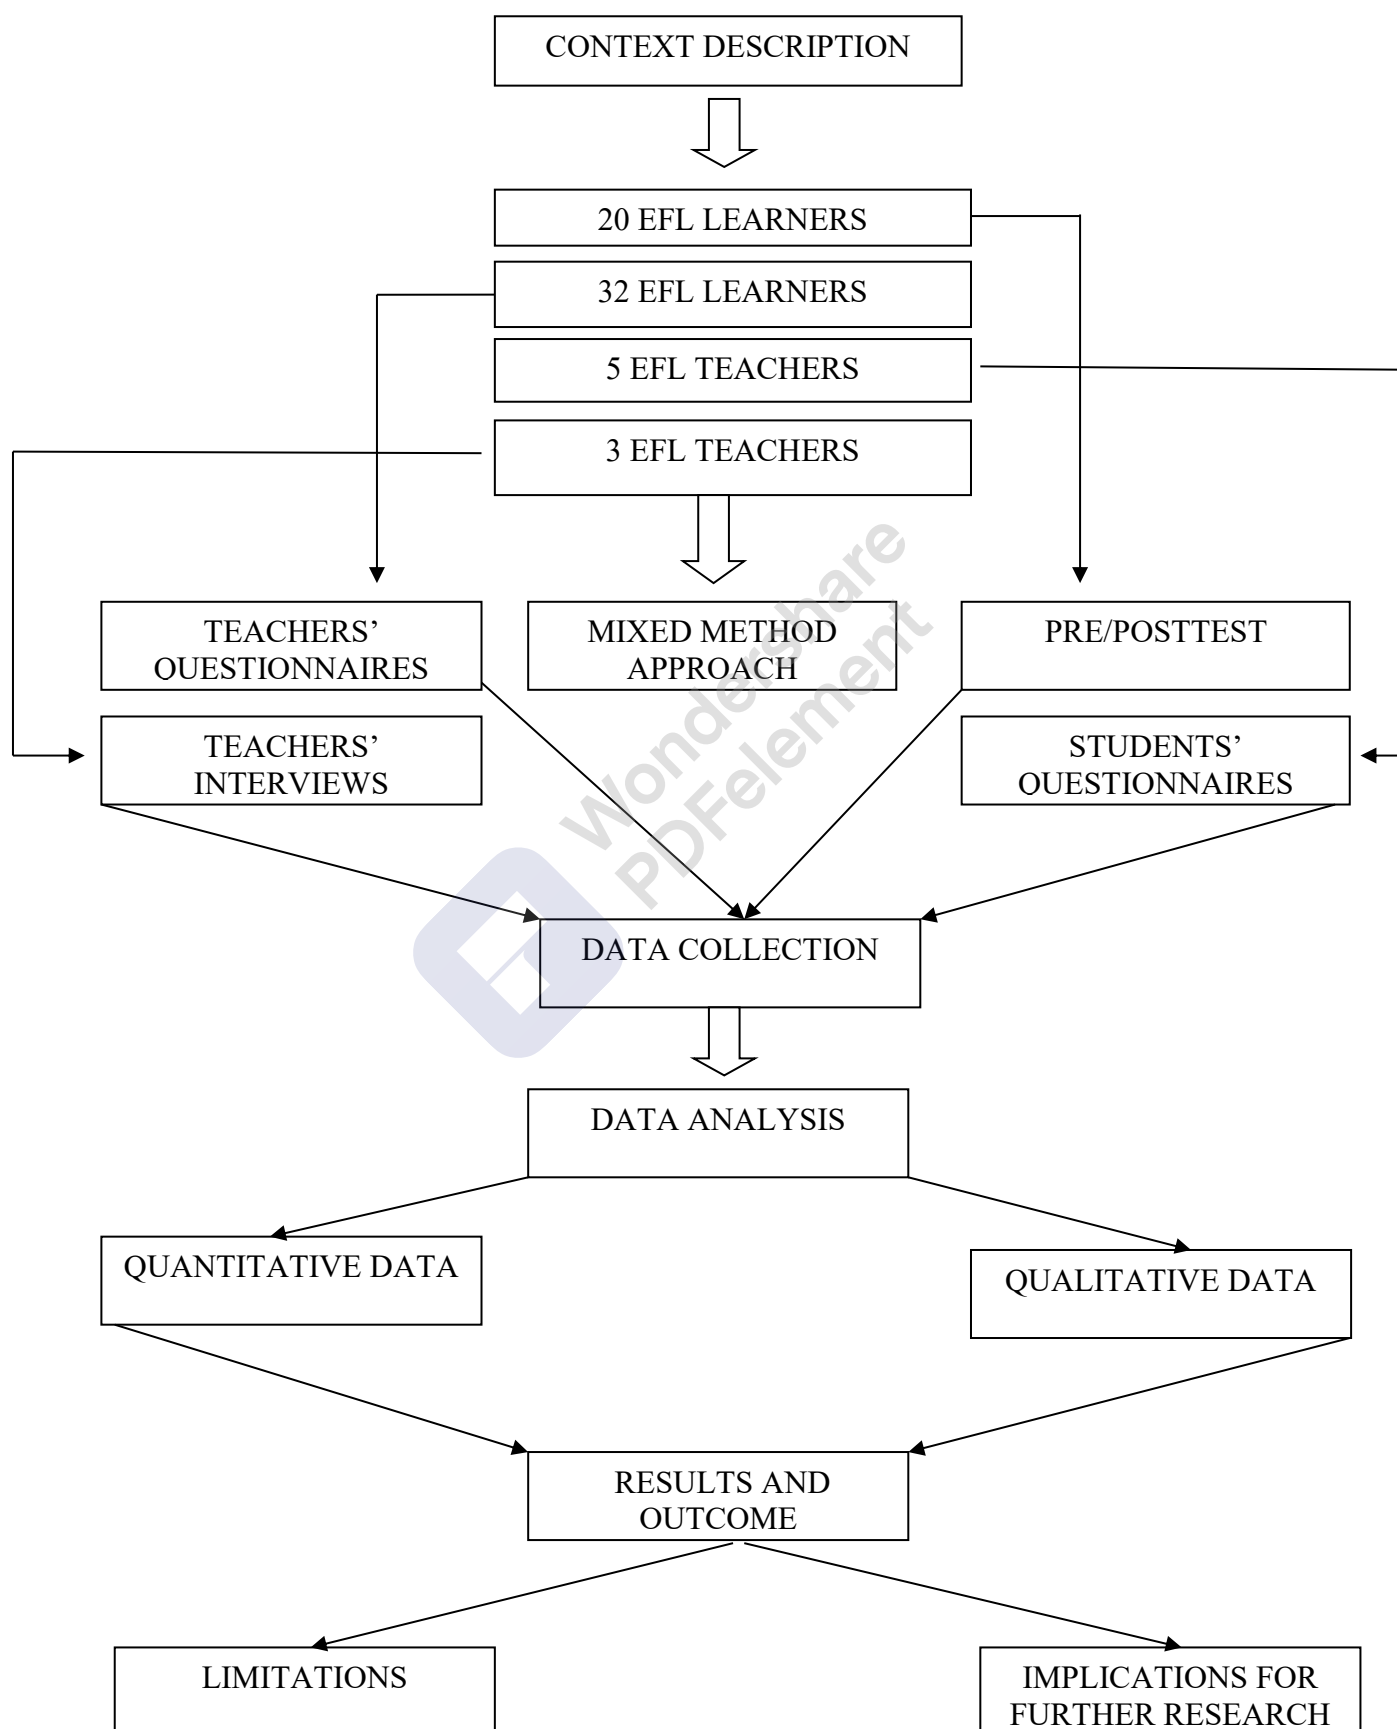 CONTEXT DESCRIPTION
20 EFL LEARNERS
32 EFL LEARNERS
5 EFL TEACHERS
3 EFL TEACHERS
TEACHERS’
QUESTIONNAIRES
MIXED METHOD
APPROACH
PRE/POSTTEST
TEACHERS’
INTERVIEWS
STUDENTS’
QUESTIONNAIRES
Wondershare
PDFelement
DATA COLLECTION
DATA ANALYSIS
QUANTITATIVE DATA
QUALITATIVE DATA
RESULTS AND
OUTCOME
LIMITATIONS
IMPLICATIONS FOR
FURTHER RESEARCH